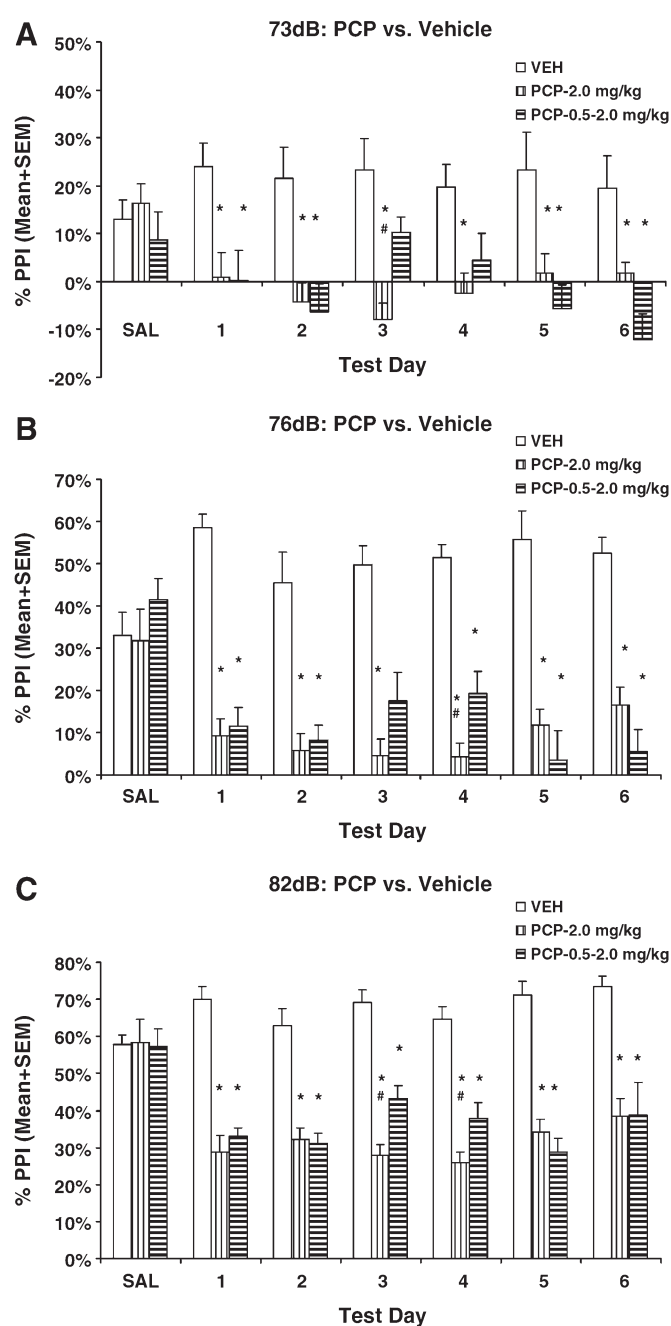 A
73dB: PCP vs. Vehicle
VEH
PCP-2.0 mg/kg
PCP-0.5-2.0 mg/kg
% PPI (Mean+SEM)
50%
40%
30%
20%
10%
0%
-10%
-20%
* *
* *
*
#
*
* *
* *
SAL 1 2 3 4 5 6
Test Day
B
76dB: PCP vs. Vehicle
VEH
PCP-2.0 mg/kg
PCP-0.5-2.0 mg/kg
% PPI (Mean+SEM)
70%
60%
50%
40%
30%
20%
10%
0%
* *
* *
*
*
#
*
* *
* *
SAL 1 2 3 4 5 6
Test Day
C
82dB: PCP vs. Vehicle
VEH
PCP-2.0 mg/kg
PCP-0.5-2.0 mg/kg
% PPI (Mean+SEM)
80%
70%
60%
50%
40%
30%
20%
10%
0%
* *
* *
*
#
*
* *
#
* *
* *
SAL 1 2 3 4 5 6
Test Day